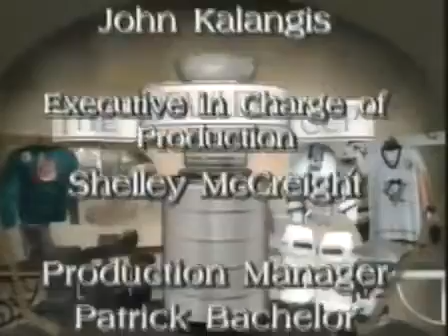 John Kalangis
Executive in Charge of
Production
Shelley McCreight
Production Manager
Patrick Bachelor